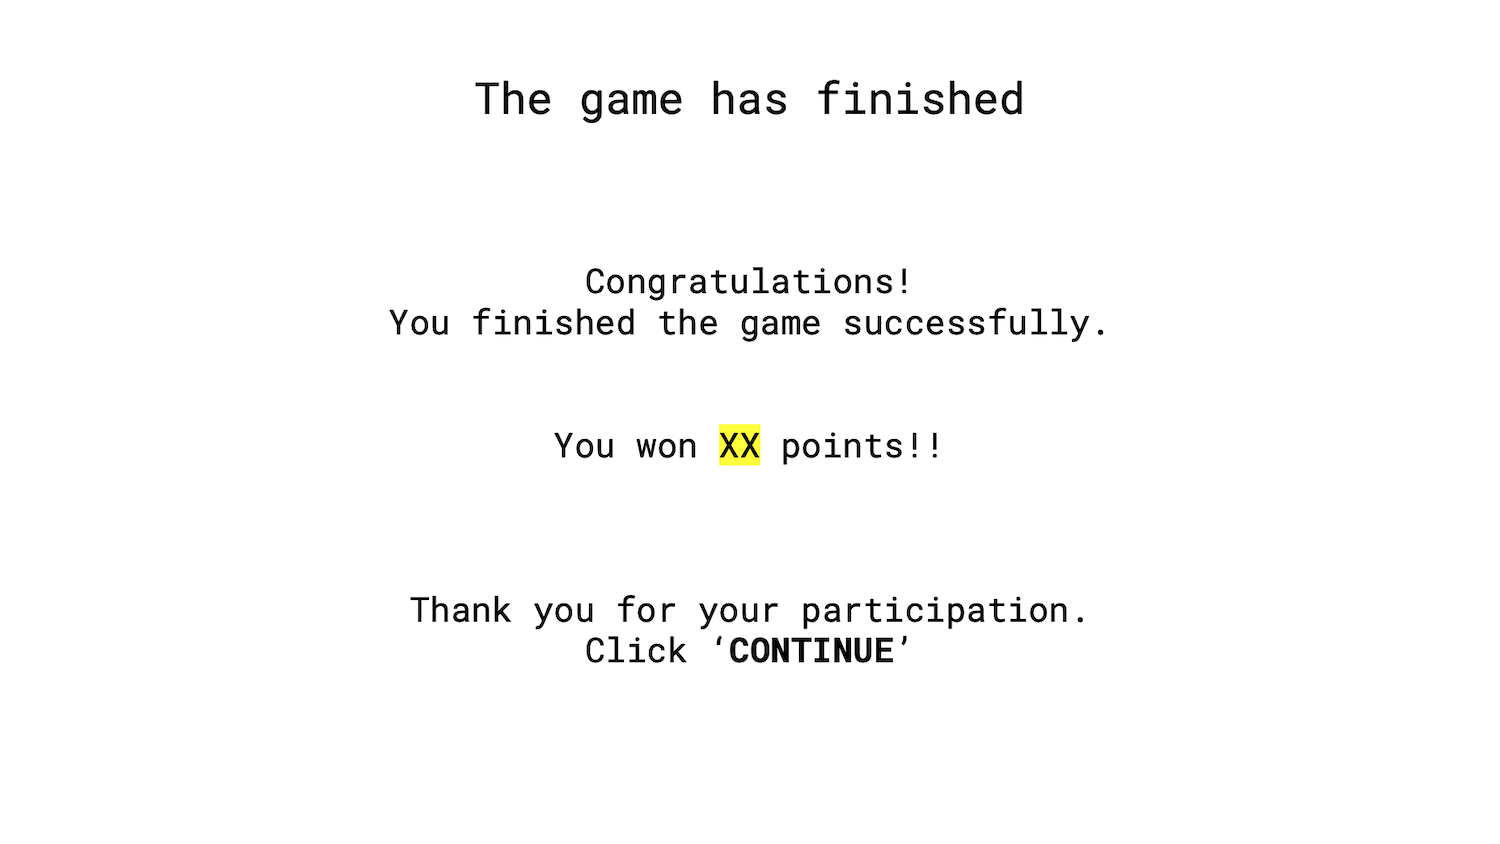 The game has finished
Congratulations!
You finished the game successfully.
You won XX points!!
Thank you for your participation.
Click ‘CONTINUE’